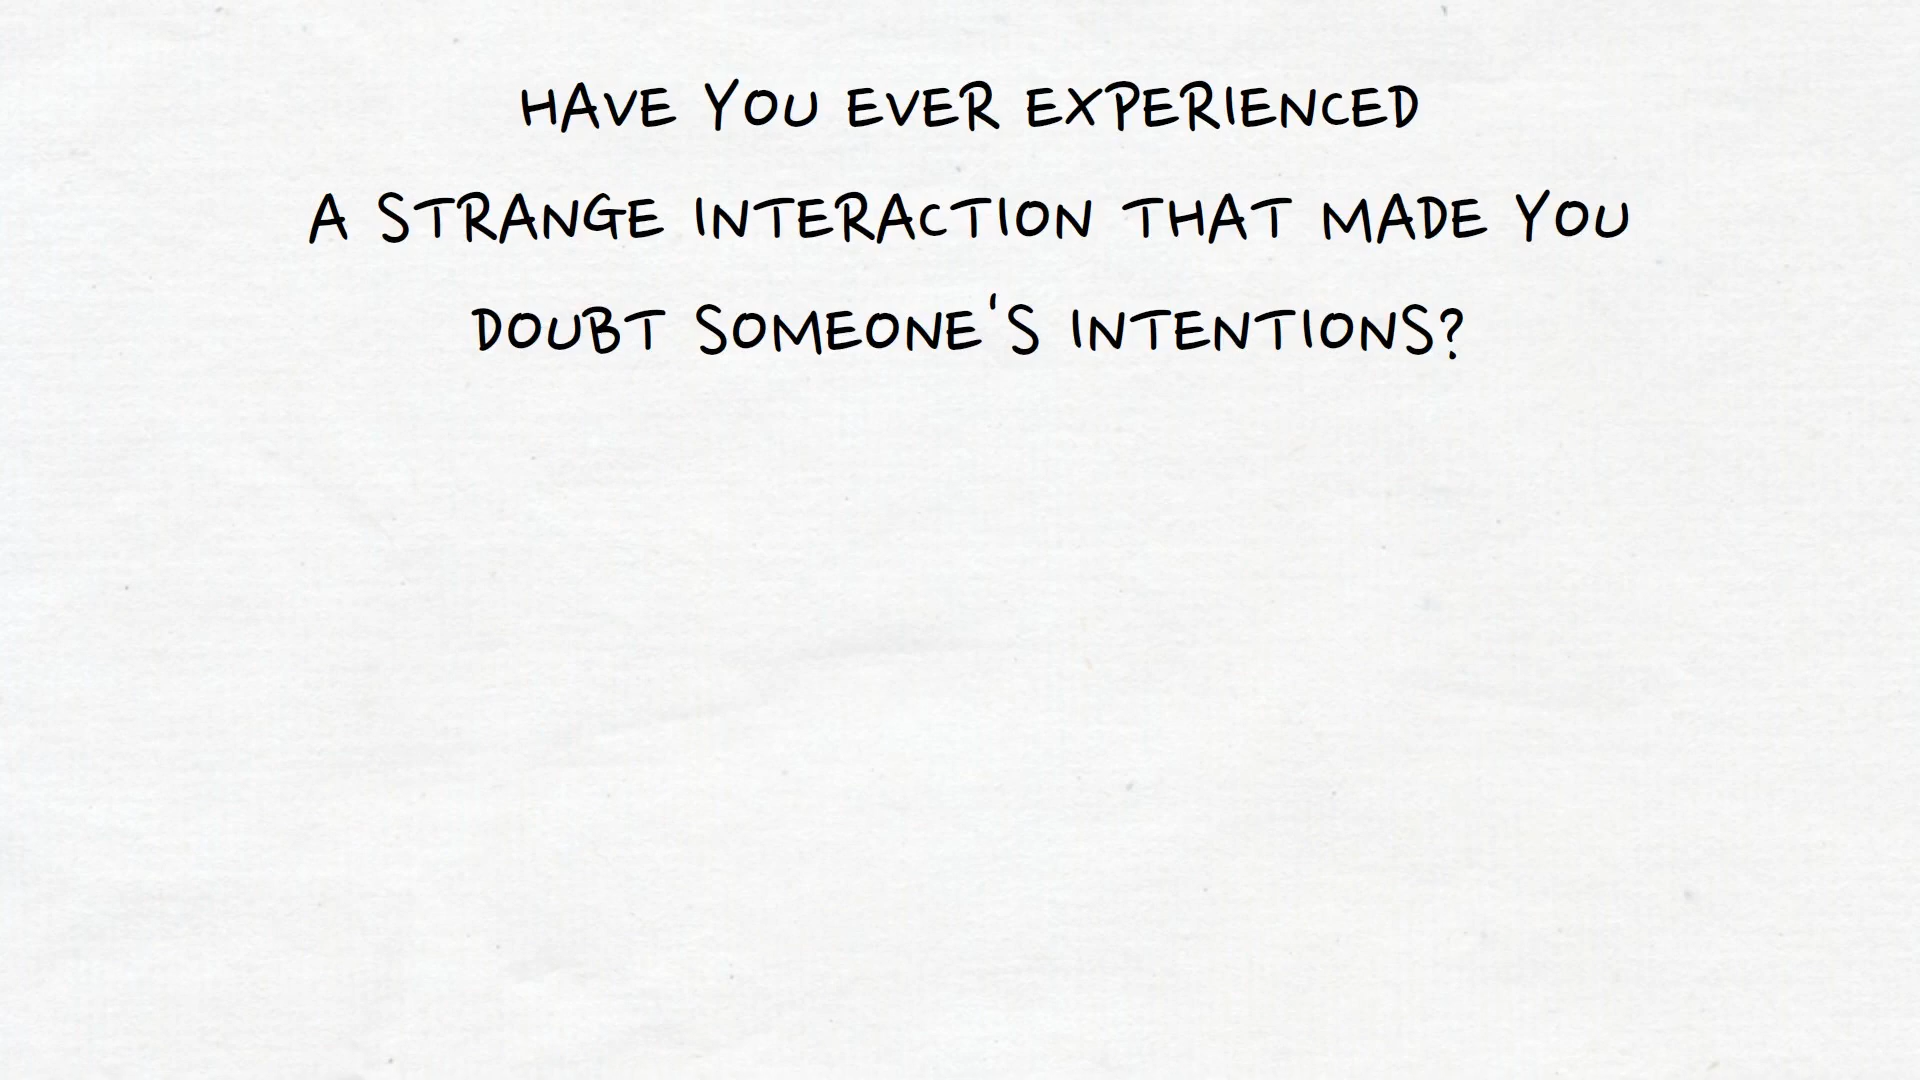 HAVE YOU EVER EXPERIENCED
A STRANGE INTERACTION THAT MADE YOU
DOUBT SOMEONE'S INTENTIONS?